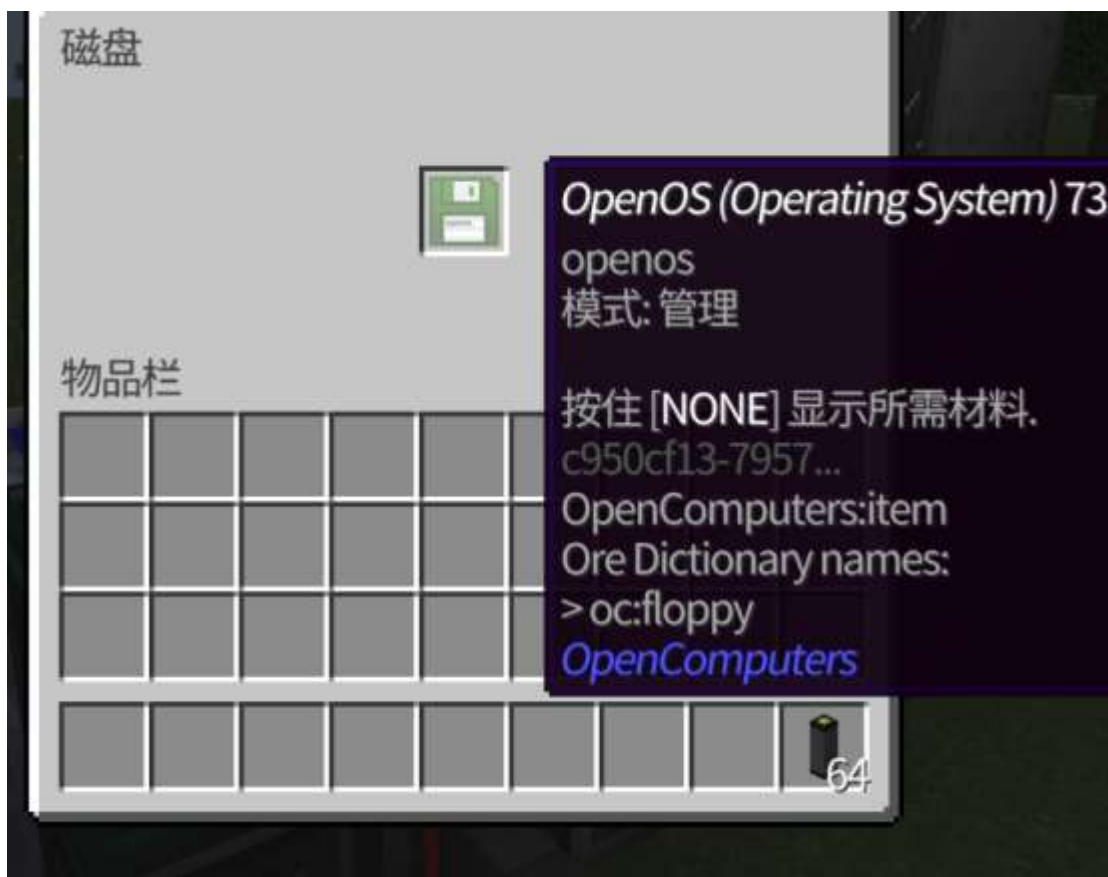 磁盘
OpenOS (Operating System) 73
openos
模式: 管理
物品栏
按住 [NONE] 显示所需材料.
c950cf13-7957...
OpenComputers:item
Ore Dictionary names:
> oc:floppy
OpenComputers
64